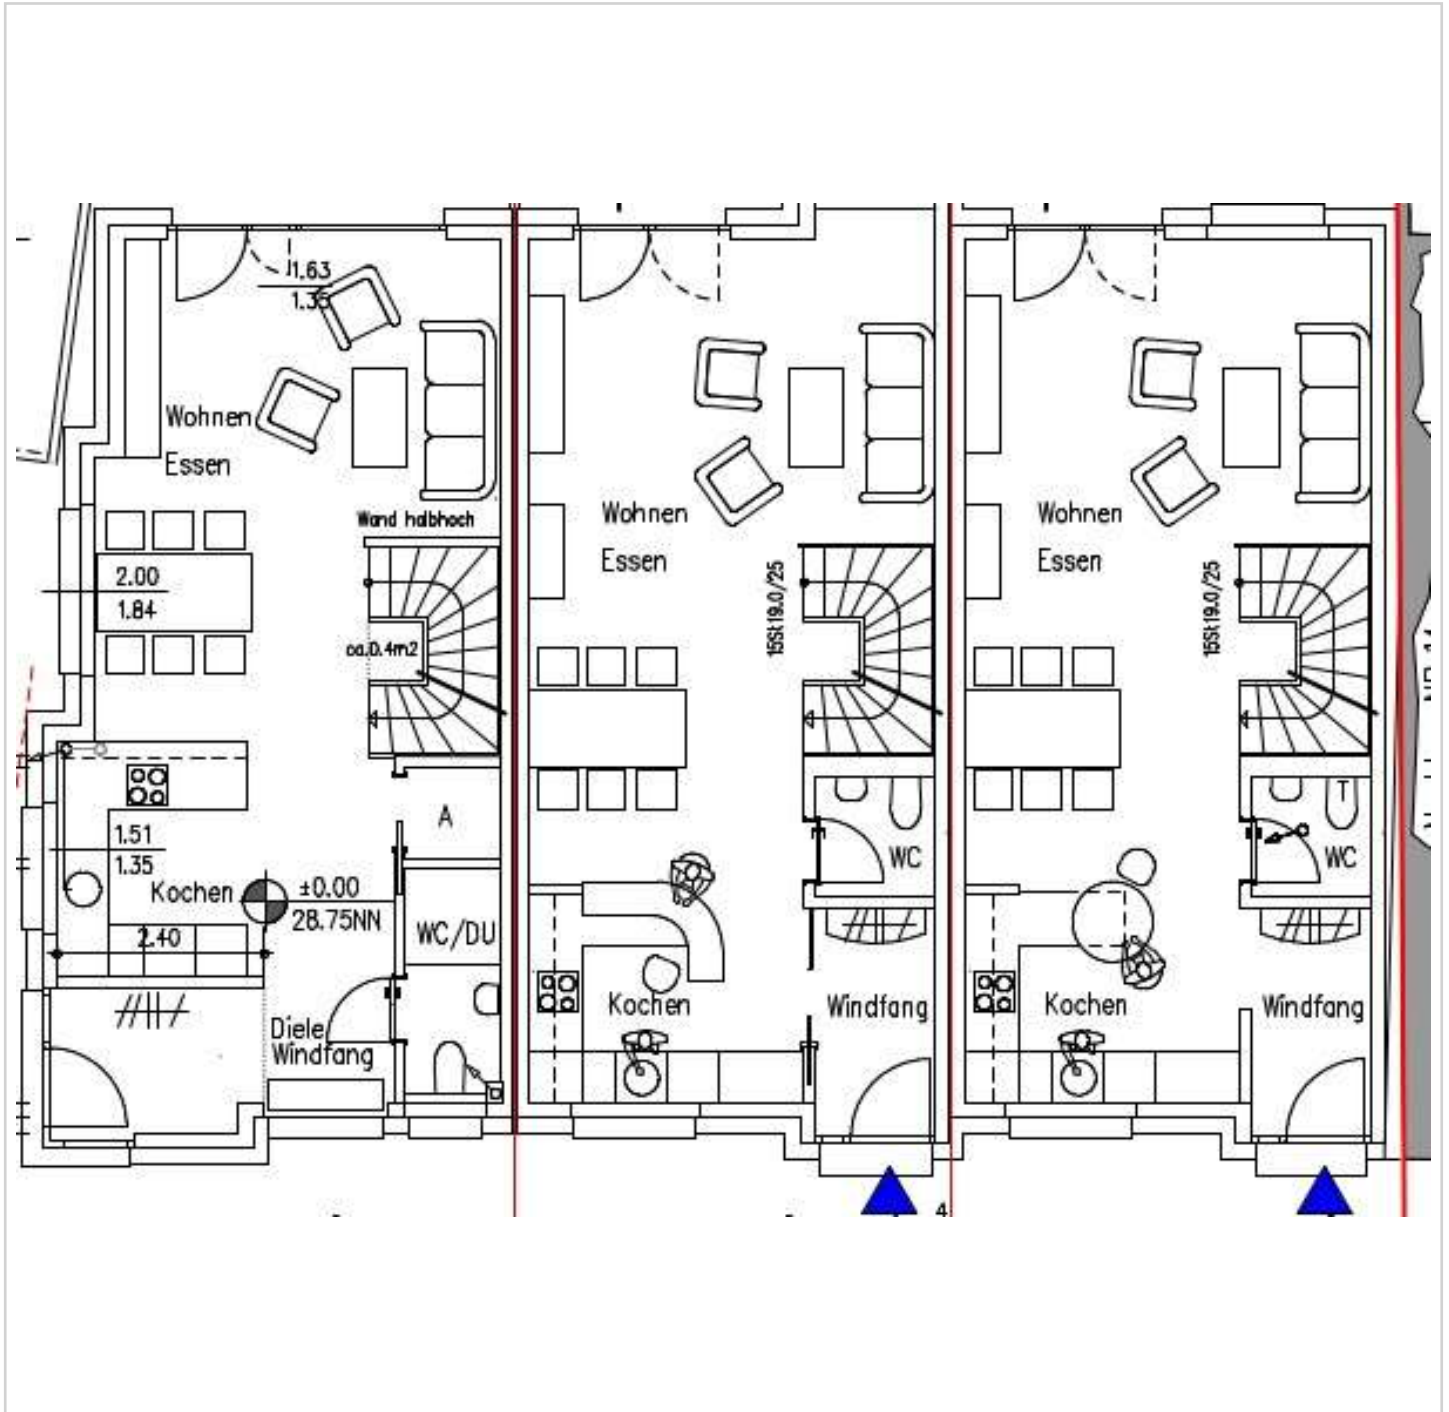 1.63
1.35
Wohnen
Essen
Wand halbhoch
2.00
1.84
ca.0.4m2
A
1.51
1.35
Kochen
±0.00
28.75NN
2.40
WC/DU
Diele
Windfang
Wohnen
Essen
15St19.0/25
WC
Kochen
Windfang
4
Wohnen
Essen
15St19.0/25
T
WC
Kochen
Windfang